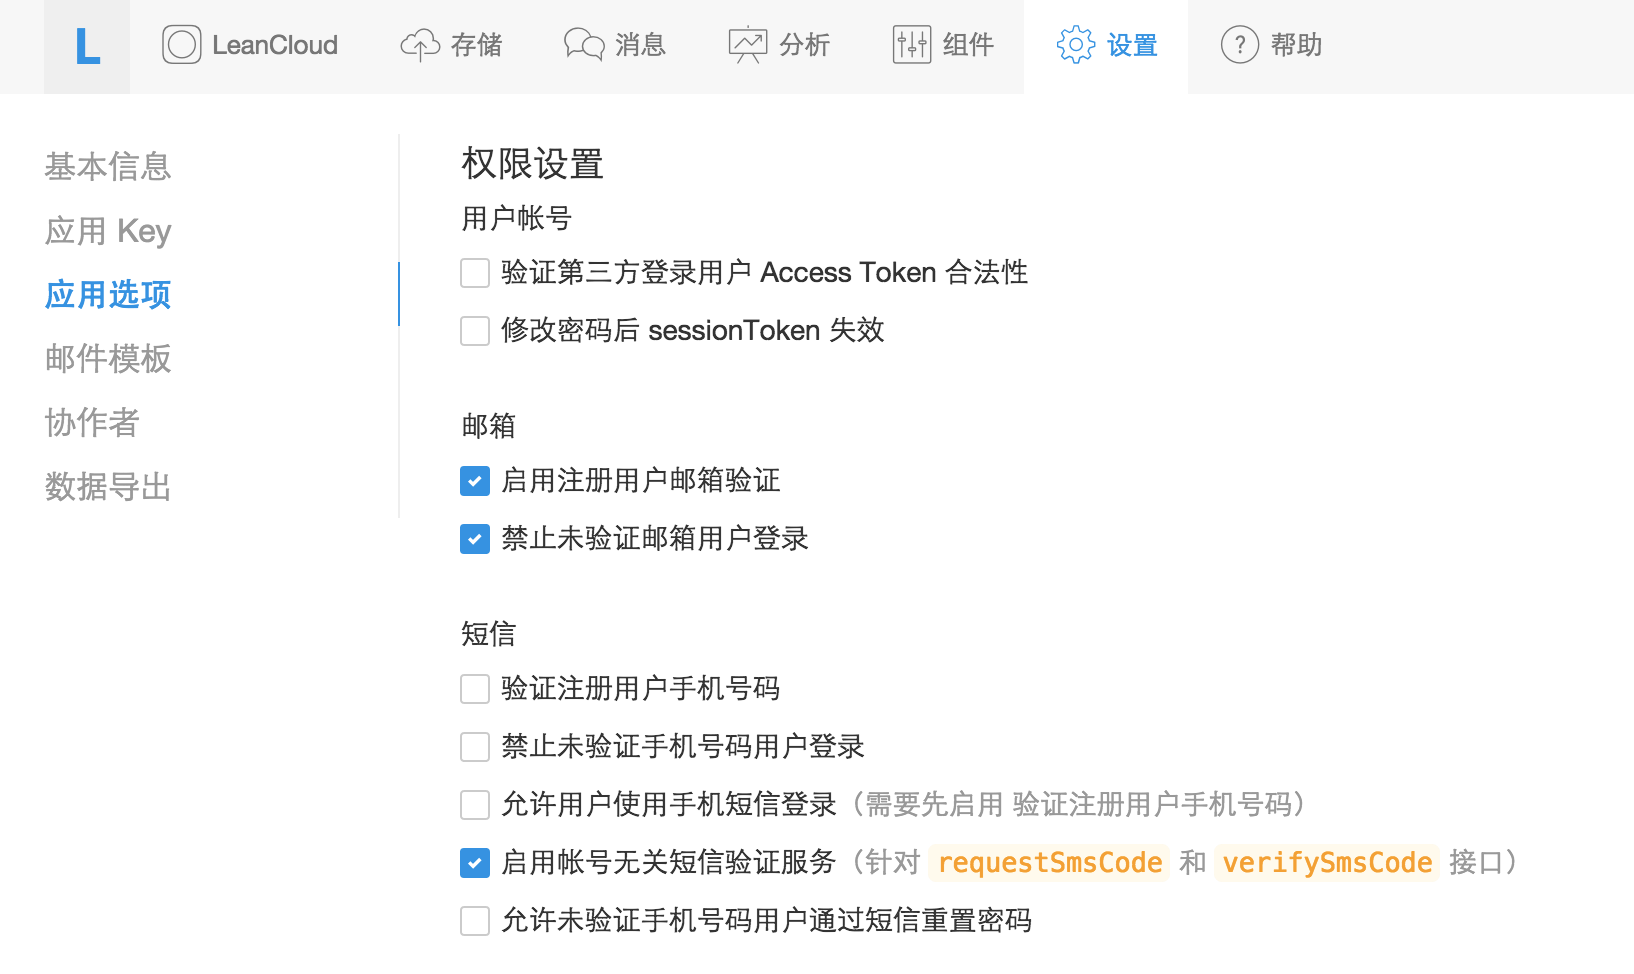 L LeanCloud 存储 消息 分析 组件 设置 ? 帮助
基本信息
应用 Key
应用选项
邮件模板
协作者
数据导出
权限设置
用户帐号
验证第三方登录用户 Access Token 合法性
修改密码后 sessionToken 失效
邮箱
启用注册用户邮箱验证
禁止未验证邮箱用户登录
短信
验证注册用户手机号码
禁止未验证手机号码用户登录
允许用户使用手机短信登录（需要先启用 验证注册用户手机号码）
启用帐号无关短信验证服务（针对 requestSmsCode 和 verifySmsCode 接口）
允许未验证手机号码用户通过短信重置密码